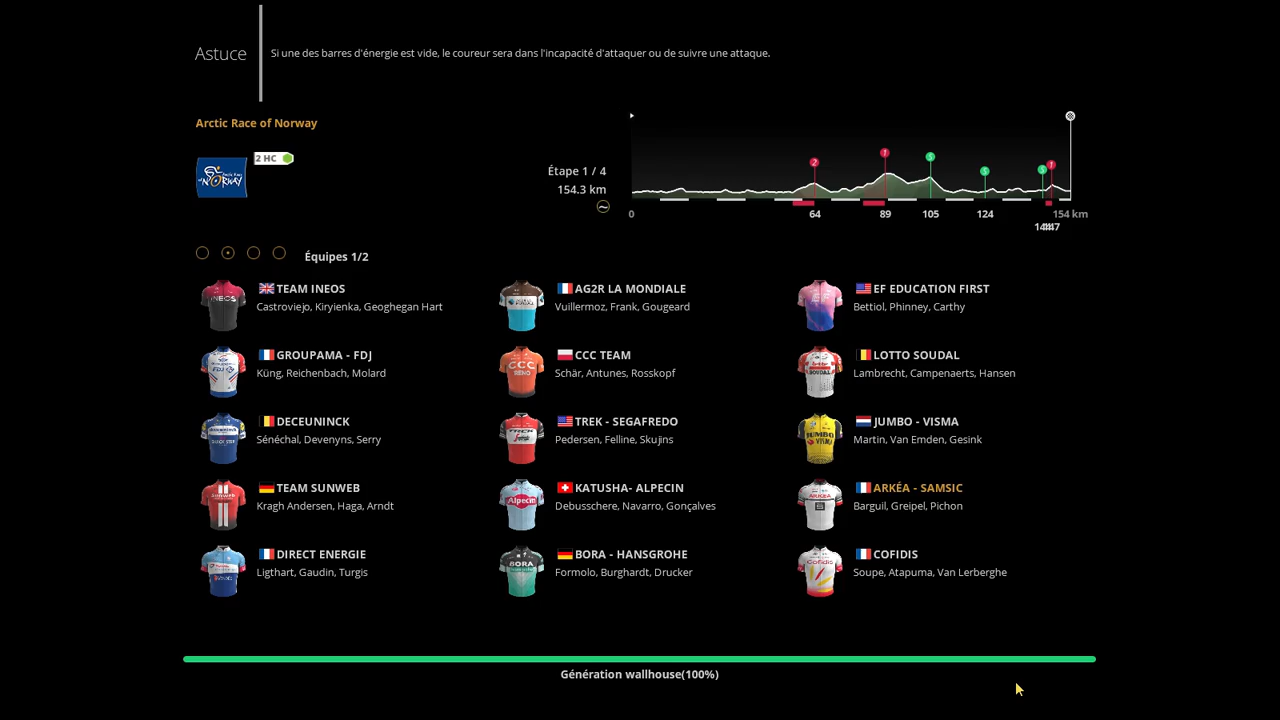 Astuce
Si une des barres d'énergie est vide, le coureur sera dans l'incapacité d'attaquer ou de suivre une attaque.
Arctic Race of Norway
2 HC
NORWAY
Étape 1 / 4
154.3 km
2
1
S
S
S
1
0
64
89
105
124
154 km
147
Équipes 1/2
TEAM INEOS
Castroviejo, Kiryienka, Geoghegan Hart
AG2R LA MONDIALE
Vuillermoz, Frank, Gougeard
EF EDUCATION FIRST
Bettiol, Phinney, Carthy
GROUPAMA - FDJ
Küng, Reichenbach, Molard
CCC TEAM
Schär, Antunes, Rosskopf
LOTTO SOUDAL
Lambrecht, Campenaerts, Hansen
DECEUNINCK
Sénéchal, Devenyns, Serry
TREK - SEGAFREDO
Pedersen, Felline, Skujins
JUMBO - VISMA
Martin, Van Emden, Gesink
TEAM SUNWEB
Kragh Andersen, Haga, Arndt
KATUSHA- ALPECIN
Debusschere, Navarro, Gonçalves
ARKÉA - SAMSIC
Barguil, Greipel, Pichon
DIRECT ENERGIE
Ligthart, Gaudin, Turgis
BORA - HANSGROHE
Formolo, Burghardt, Drucker
COFIDIS
Soupe, Atapuma, Van Lerberghe
Génération wallhouse(100%)